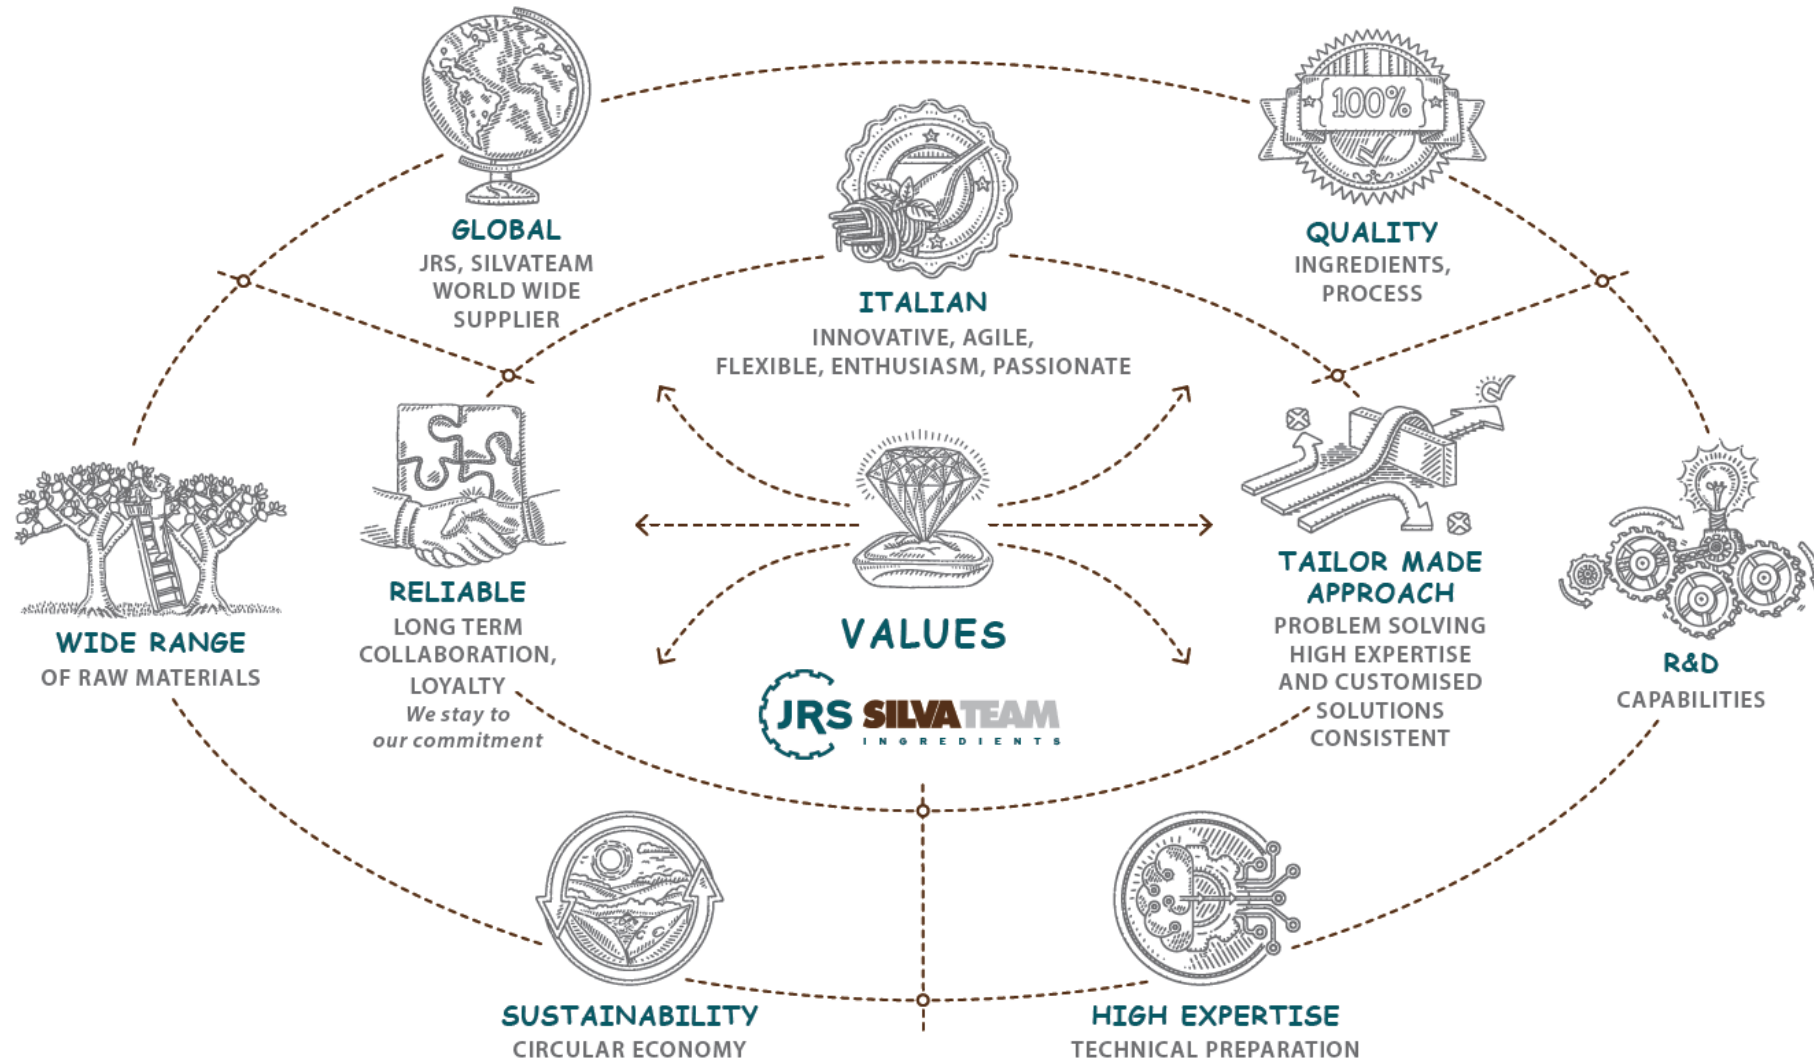 GLOBAL
JRS, SILVATEAM
WORLD WIDE
SUPPLIER
100%
QUALITY
INGREDIENTS,
PROCESS
ITALIAN
INNOVATIVE, AGILE,
FLEXIBLE, ENTHUSIASM, PASSIONATE
WIDE RANGE
OF RAW MATERIALS
RELIABLE
LONG TERM
COLLABORATION,
LOYALTY
We stay to
our commitment
VALUES
JRS SILVATEAM
INGREDIENTS
TAILOR MADE
APPROACH
PROBLEM SOLVING
HIGH EXPERTISE
AND CUSTOMISED
SOLUTIONS
CONSISTENT
R&D
CAPABILITIES
SUSTAINABILITY
CIRCULAR ECONOMY
HIGH EXPERTISE
TECHNICAL PREPARATION